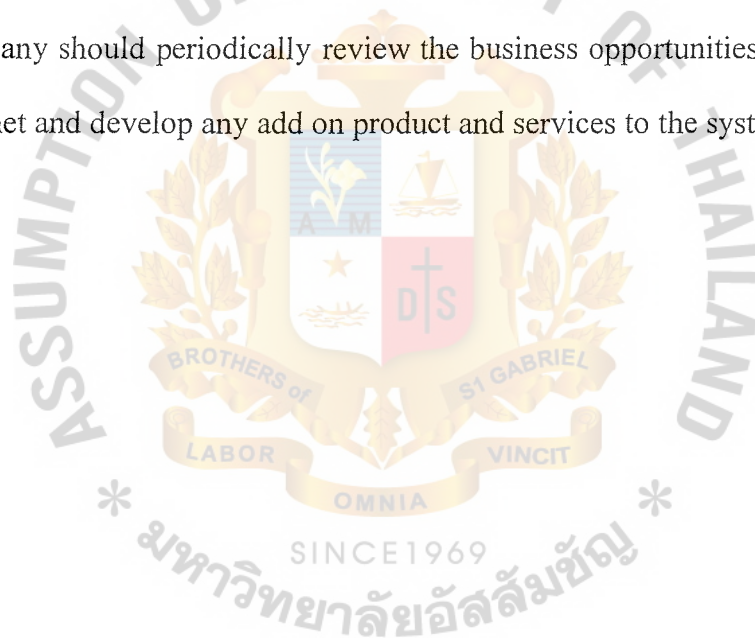 any should periodically review the business opportunities
et and develop any add on product and services to the syst
ASSUMPTION
OF
THAILAND
A M
D S
BROTHERS of
S1 GABRIEL
LABOR
VINCIT
OMNIA
SINCE1969
มหาวิทยาลัยอัสสัมชัญ